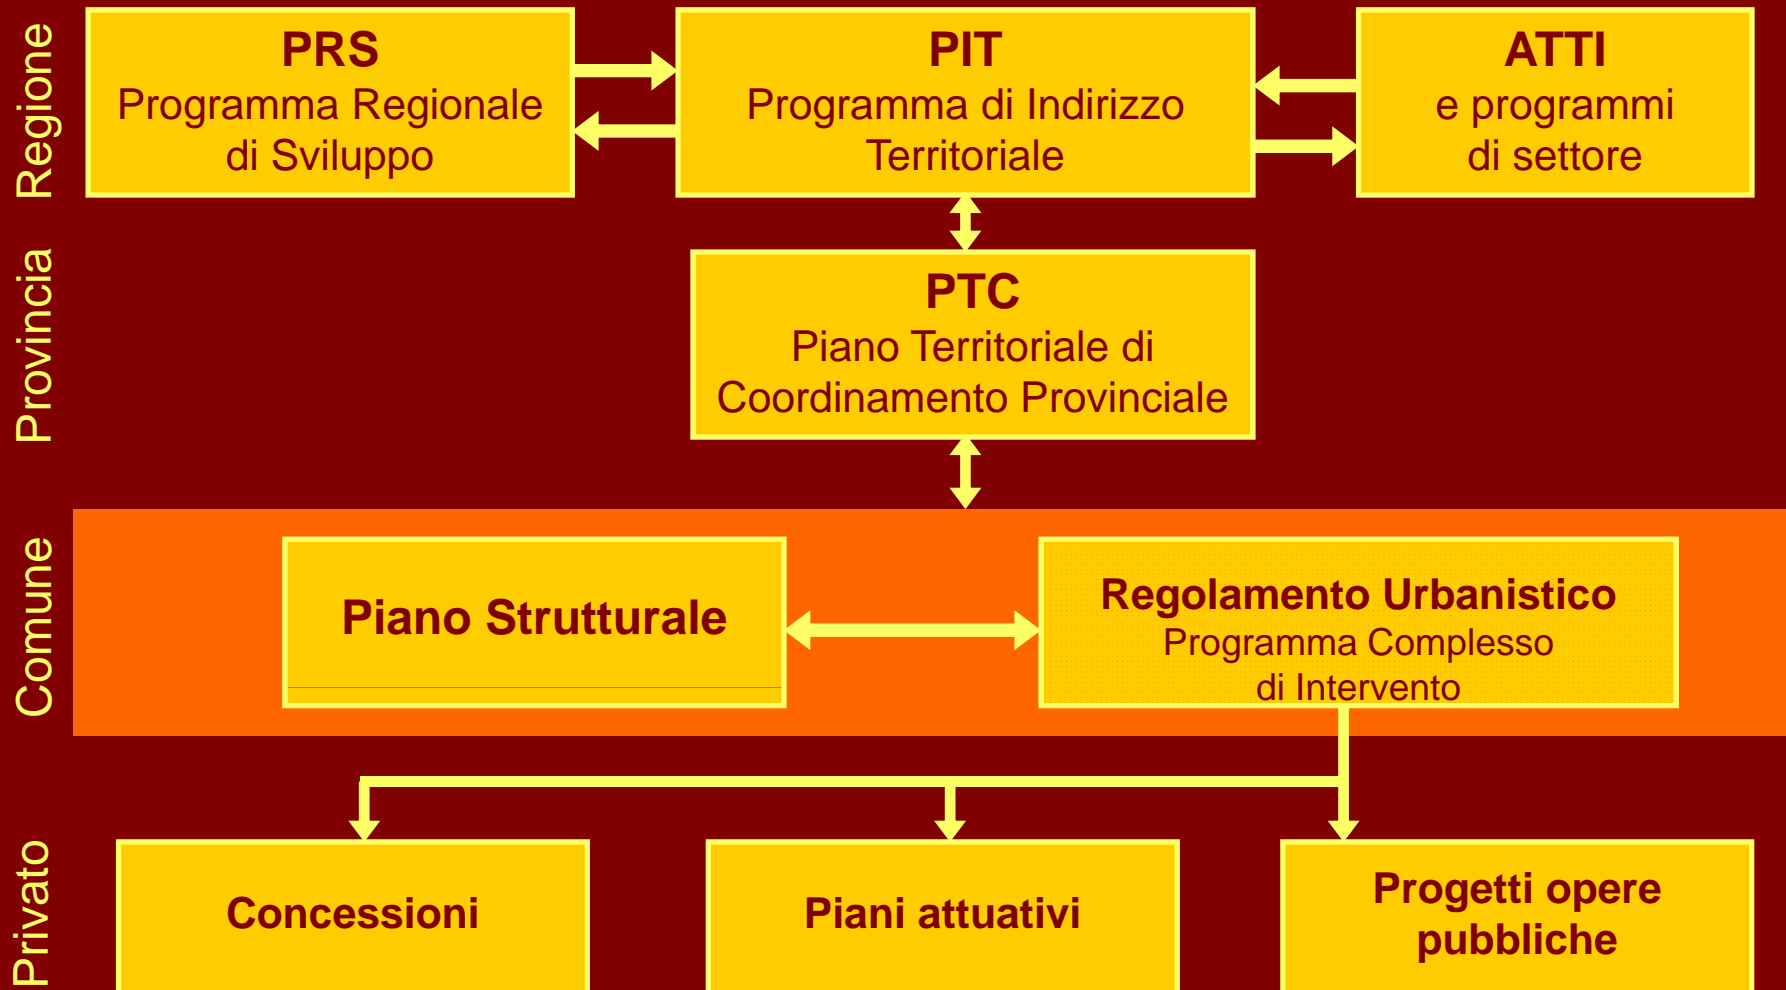 Regione
PRS
Programma Regionale
di Sviluppo
PIT
Programma di Indirizzo
Territoriale
ATTI
e programmi
di settore
Provincia
PTC
Piano Territoriale di
Coordinamento Provinciale
Comune
Piano Strutturale
Regolamento Urbanistico
Programma Complesso
di Intervento
Privato
Concessioni
Piani attuativi
Progetti opere
pubbliche